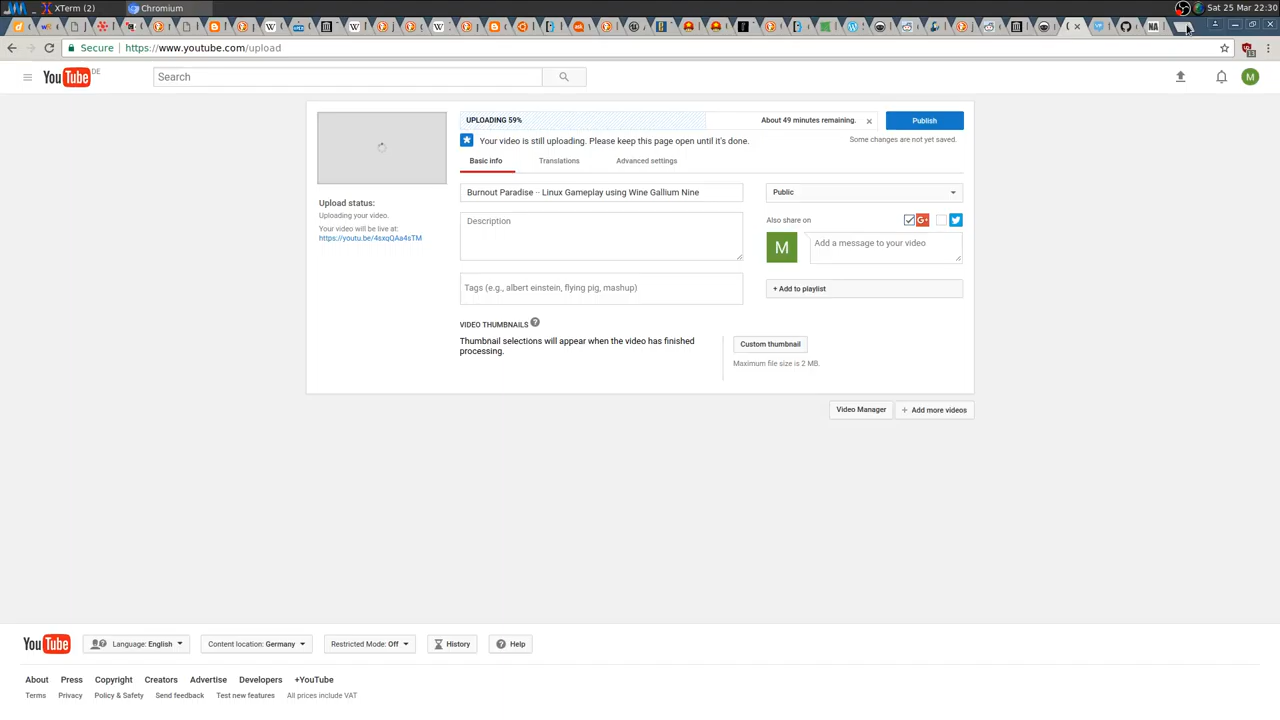 XTerm (2)
Chromium
Sat 25 Mar 22:30
Secure
https://www.youtube.com/upload
YouTube DE
Search
M
UPLOADING 59%
About 49 minutes remaining.
Publish
Your video is still uploading. Please keep this page open until it's done.
Some changes are not yet saved.
Basic info
Translations
Advanced settings
Burnout Paradise -- Linux Gameplay using Wine Gallium Nine
Public
Upload status:
Uploading your video.
Your video will be live at:
https://youtu.be/4sxqQAa4sTM
Description
Also share on
M
Add a message to your video
Tags (e.g., albert einstein, flying pig, mashup)
+ Add to playlist
VIDEO THUMBNAILS
Thumbnail selections will appear when the video has finished
processing.
Custom thumbnail
Maximum file size is 2 MB.
Video Manager
+ Add more videos
YouTube
Language: English
Content location: Germany
Restricted Mode: Off
History
Help
About
Press
Copyright
Creators
Advertise
Developers
+YouTube
Terms
Privacy
Policy & Safety
Send feedback
Test new features
All prices include VAT